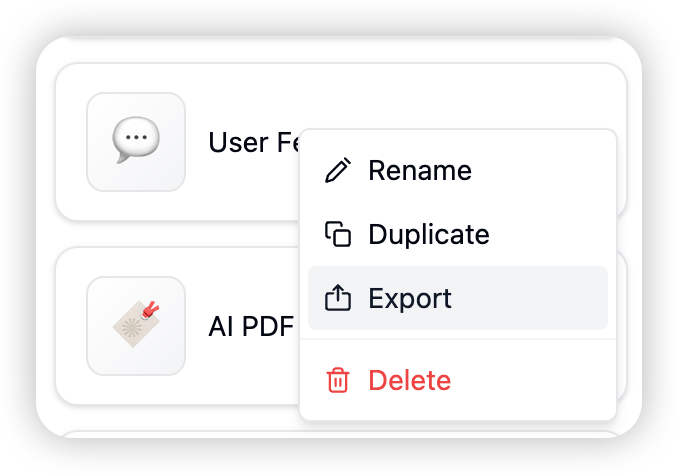 User Fe
Rename
Duplicate
Export
AI PDF
Delete